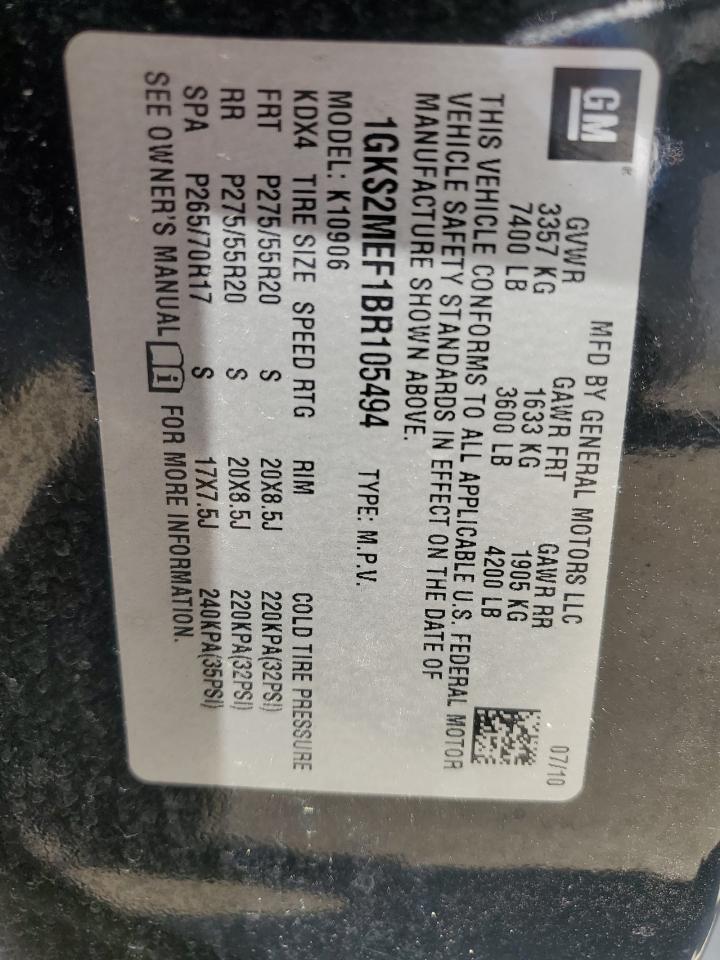 GM
MFD BY GENERAL MOTORS LLC 07/10
GVWR GAWR FRT GAWR RR
3357 KG 1633 KG 1905 KG
7400 LB 3600 LB 4200 LB
THIS VEHICLE CONFORMS TO ALL APPLICABLE U.S. FEDERAL MOTOR
VEHICLE SAFETY STANDARDS IN EFFECT ON THE DATE OF
MANUFACTURE SHOWN ABOVE.
1GKS2MEF1BR105494 TYPE: M.P.V.
MODEL: K10906
KDX4 TIRE SIZE SPEED RTG RIM COLD TIRE PRESSURE
FRT P275/55R20 S 20X8.5J 220KPA(32PSI)
RR P275/55R20 S 20X8.5J 220KPA(32PSI)
SPA P265/70R17 S 17X7.5J 240KPA(35PSI)
SEE OWNER'S MANUAL i FOR MORE INFORMATION.